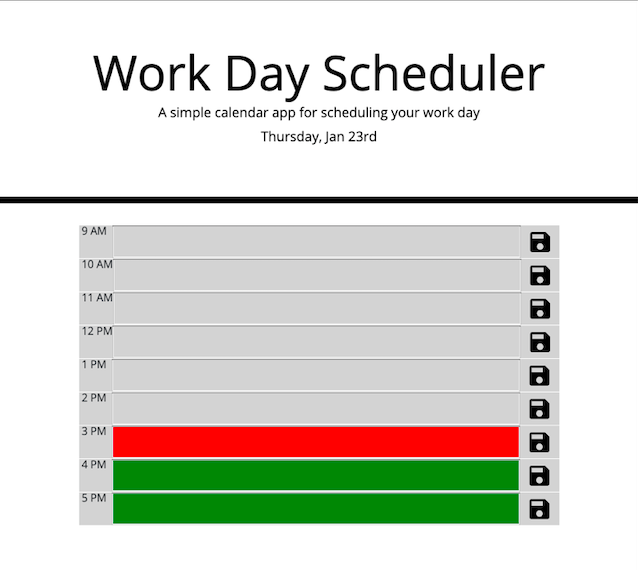 Work Day Scheduler
A simple calendar app for scheduling your work day
Thursday, Jan 23rd
9 AM
10 AM
11 AM
12 PM
1 PM
2 PM
3 PM
4 PM
5 PM